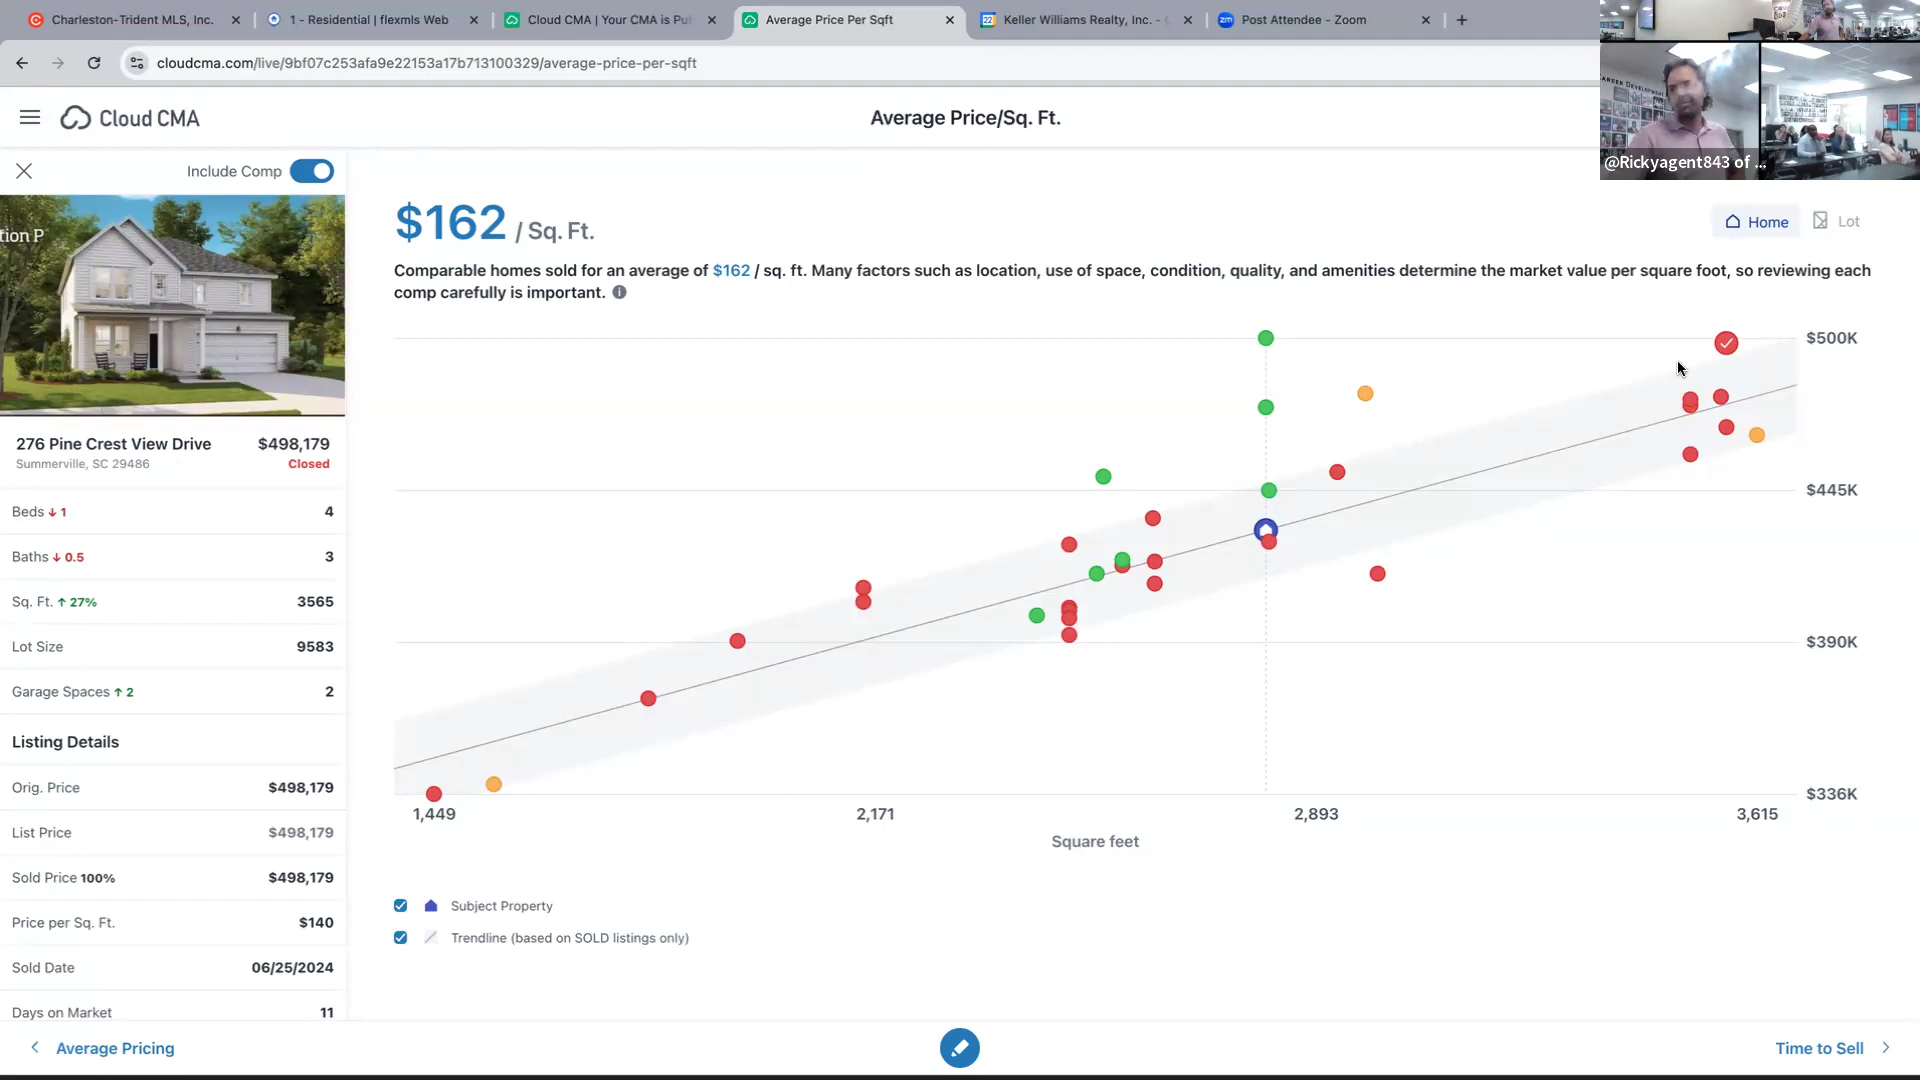 Charleston-Trident MLS, Inc.
1 - Residential | flexmls Web
Cloud CMA | Your CMA is Pul
Average Price Per Sqft
Keller Williams Realty, Inc. -
Post Attendee - Zoom
cloudcma.com/live/9bf07c253afa9e22153a17b713100329/average-price-per-sqft
Cloud CMA
Average Price/Sq. Ft.
CAREER DEVELOPMENT
@Rickyagent843 of ...
Include Comp
tion P
276 Pine Crest View Drive $498,179
Summerville, SC 29486 Closed
Beds ↓ 1 4
Baths ↓ 0.5 3
Sq. Ft. ↑ 27% 3565
Lot Size 9583
Garage Spaces ↑ 2 2
Listing Details
Orig. Price $498,179
List Price $498,179
Sold Price 100% $498,179
Price per Sq. Ft. $140
Sold Date 06/25/2024
Days on Market 11
$162 / Sq. Ft.
Home
Lot
Comparable homes sold for an average of $162 / sq. ft. Many factors such as location, use of space, condition, quality, and amenities determine the market value per square foot, so reviewing each
comp carefully is important.
$500K
$445K
$390K
$336K
1,449 2,171 2,893 3,615
Square feet
Subject Property
Trendline (based on SOLD listings only)
Average Pricing
Time to Sell